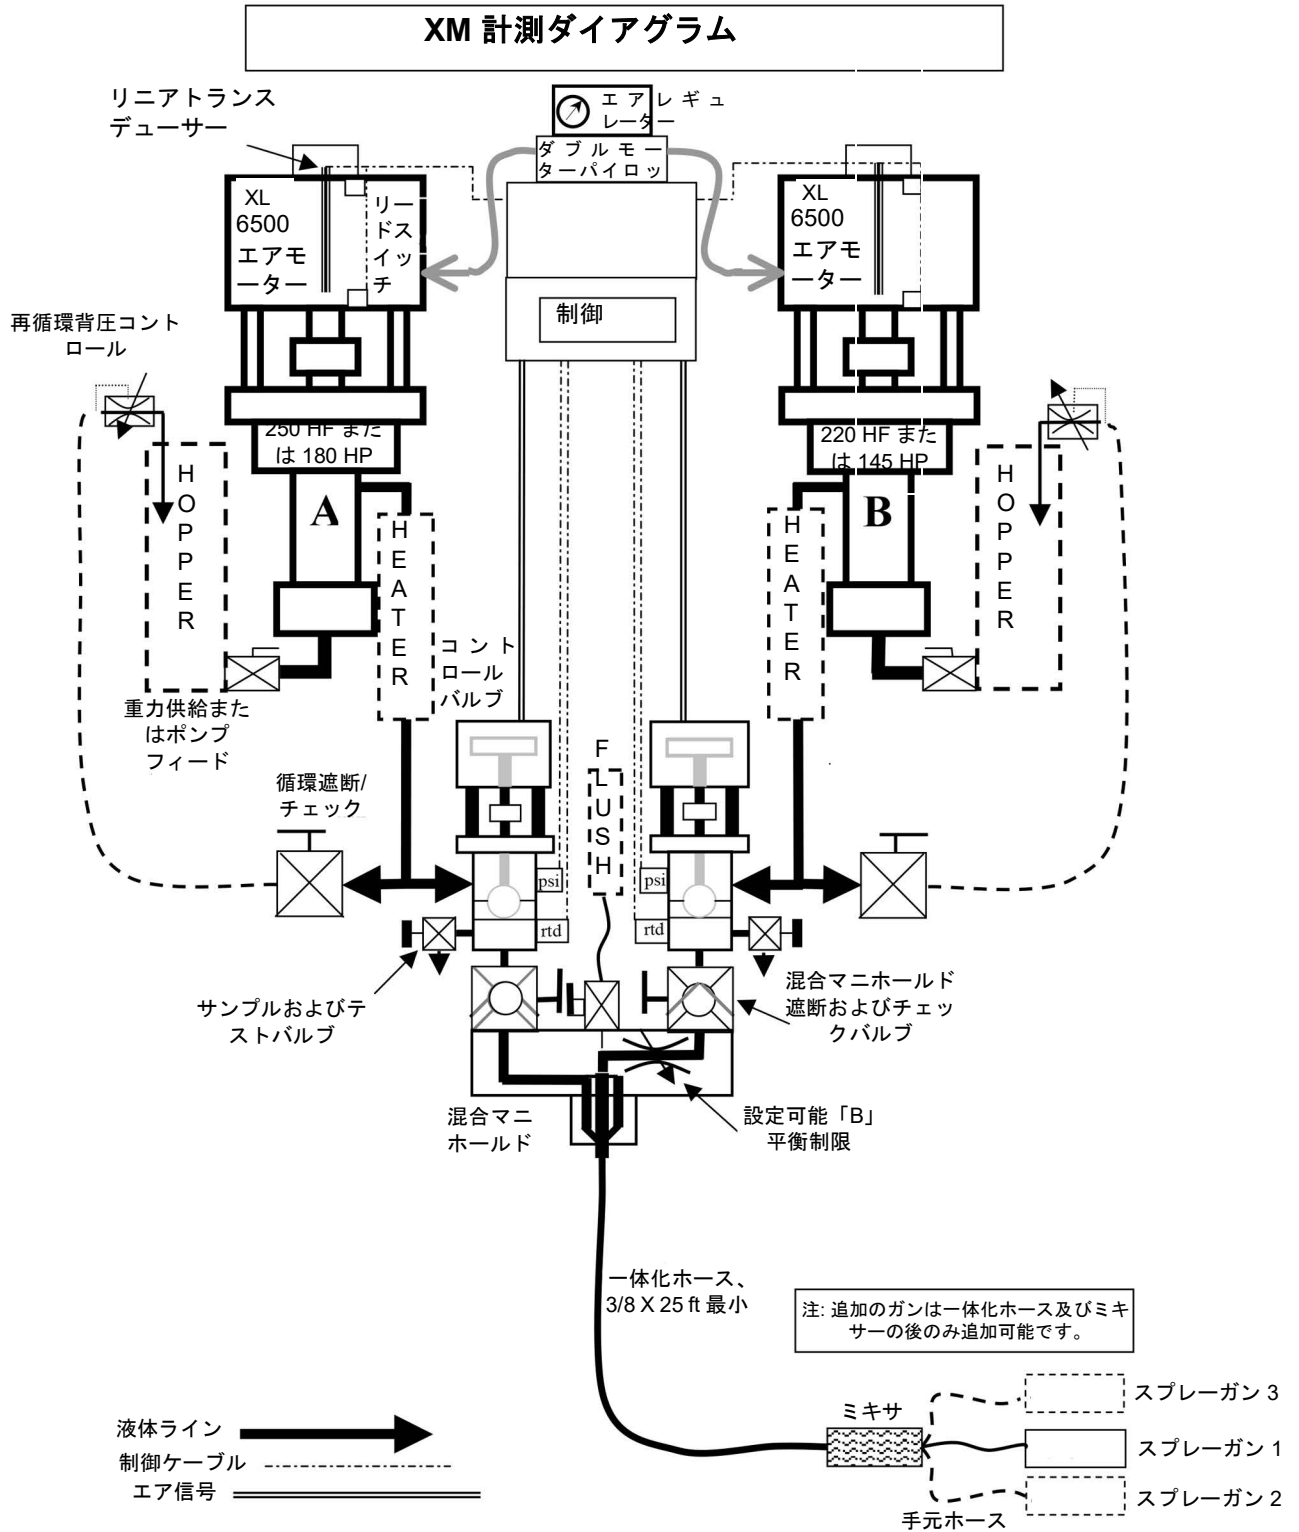 XM 計測ダイアグラム
リニアトランス
デューサー
エ ア レ ギ ュ
レーター
ダ ブ ル モ ー
ターパイロッ
XL
6500
エアモ
ーター
リー
ドス
イッ
チ
XL
6500
エアモ
ーター
制御
再循環背圧コント
ロール
250 HF また
は 180 HP
220 HF また
は 145 HP
H
O
P
P
E
R
A
H
E
A
T
E
R
H
E
A
T
E
R
B
H
O
P
P
E
R
コ ン ト
ロール
バルブ
重力供給また
はポンプ
フィード
循環遮断/
チェック
F
L
U
S
H
psi
psi
rtd
rtd
サンプルおよびテ
ストバルブ
混合マニホールド
遮断およびチェッ
クバルブ
混合マニ
ホールド
設定可能「B」
平衡制限
一体化ホース、
3/8 X 25 ft 最小
注: 追加のガンは一体化ホース及びミキ
サーの後のみ追加可能です。
ミキサ
スプレーガン 3
スプレーガン 1
スプレーガン 2
手元ホース
液体ライン
制御ケーブル
エア信号